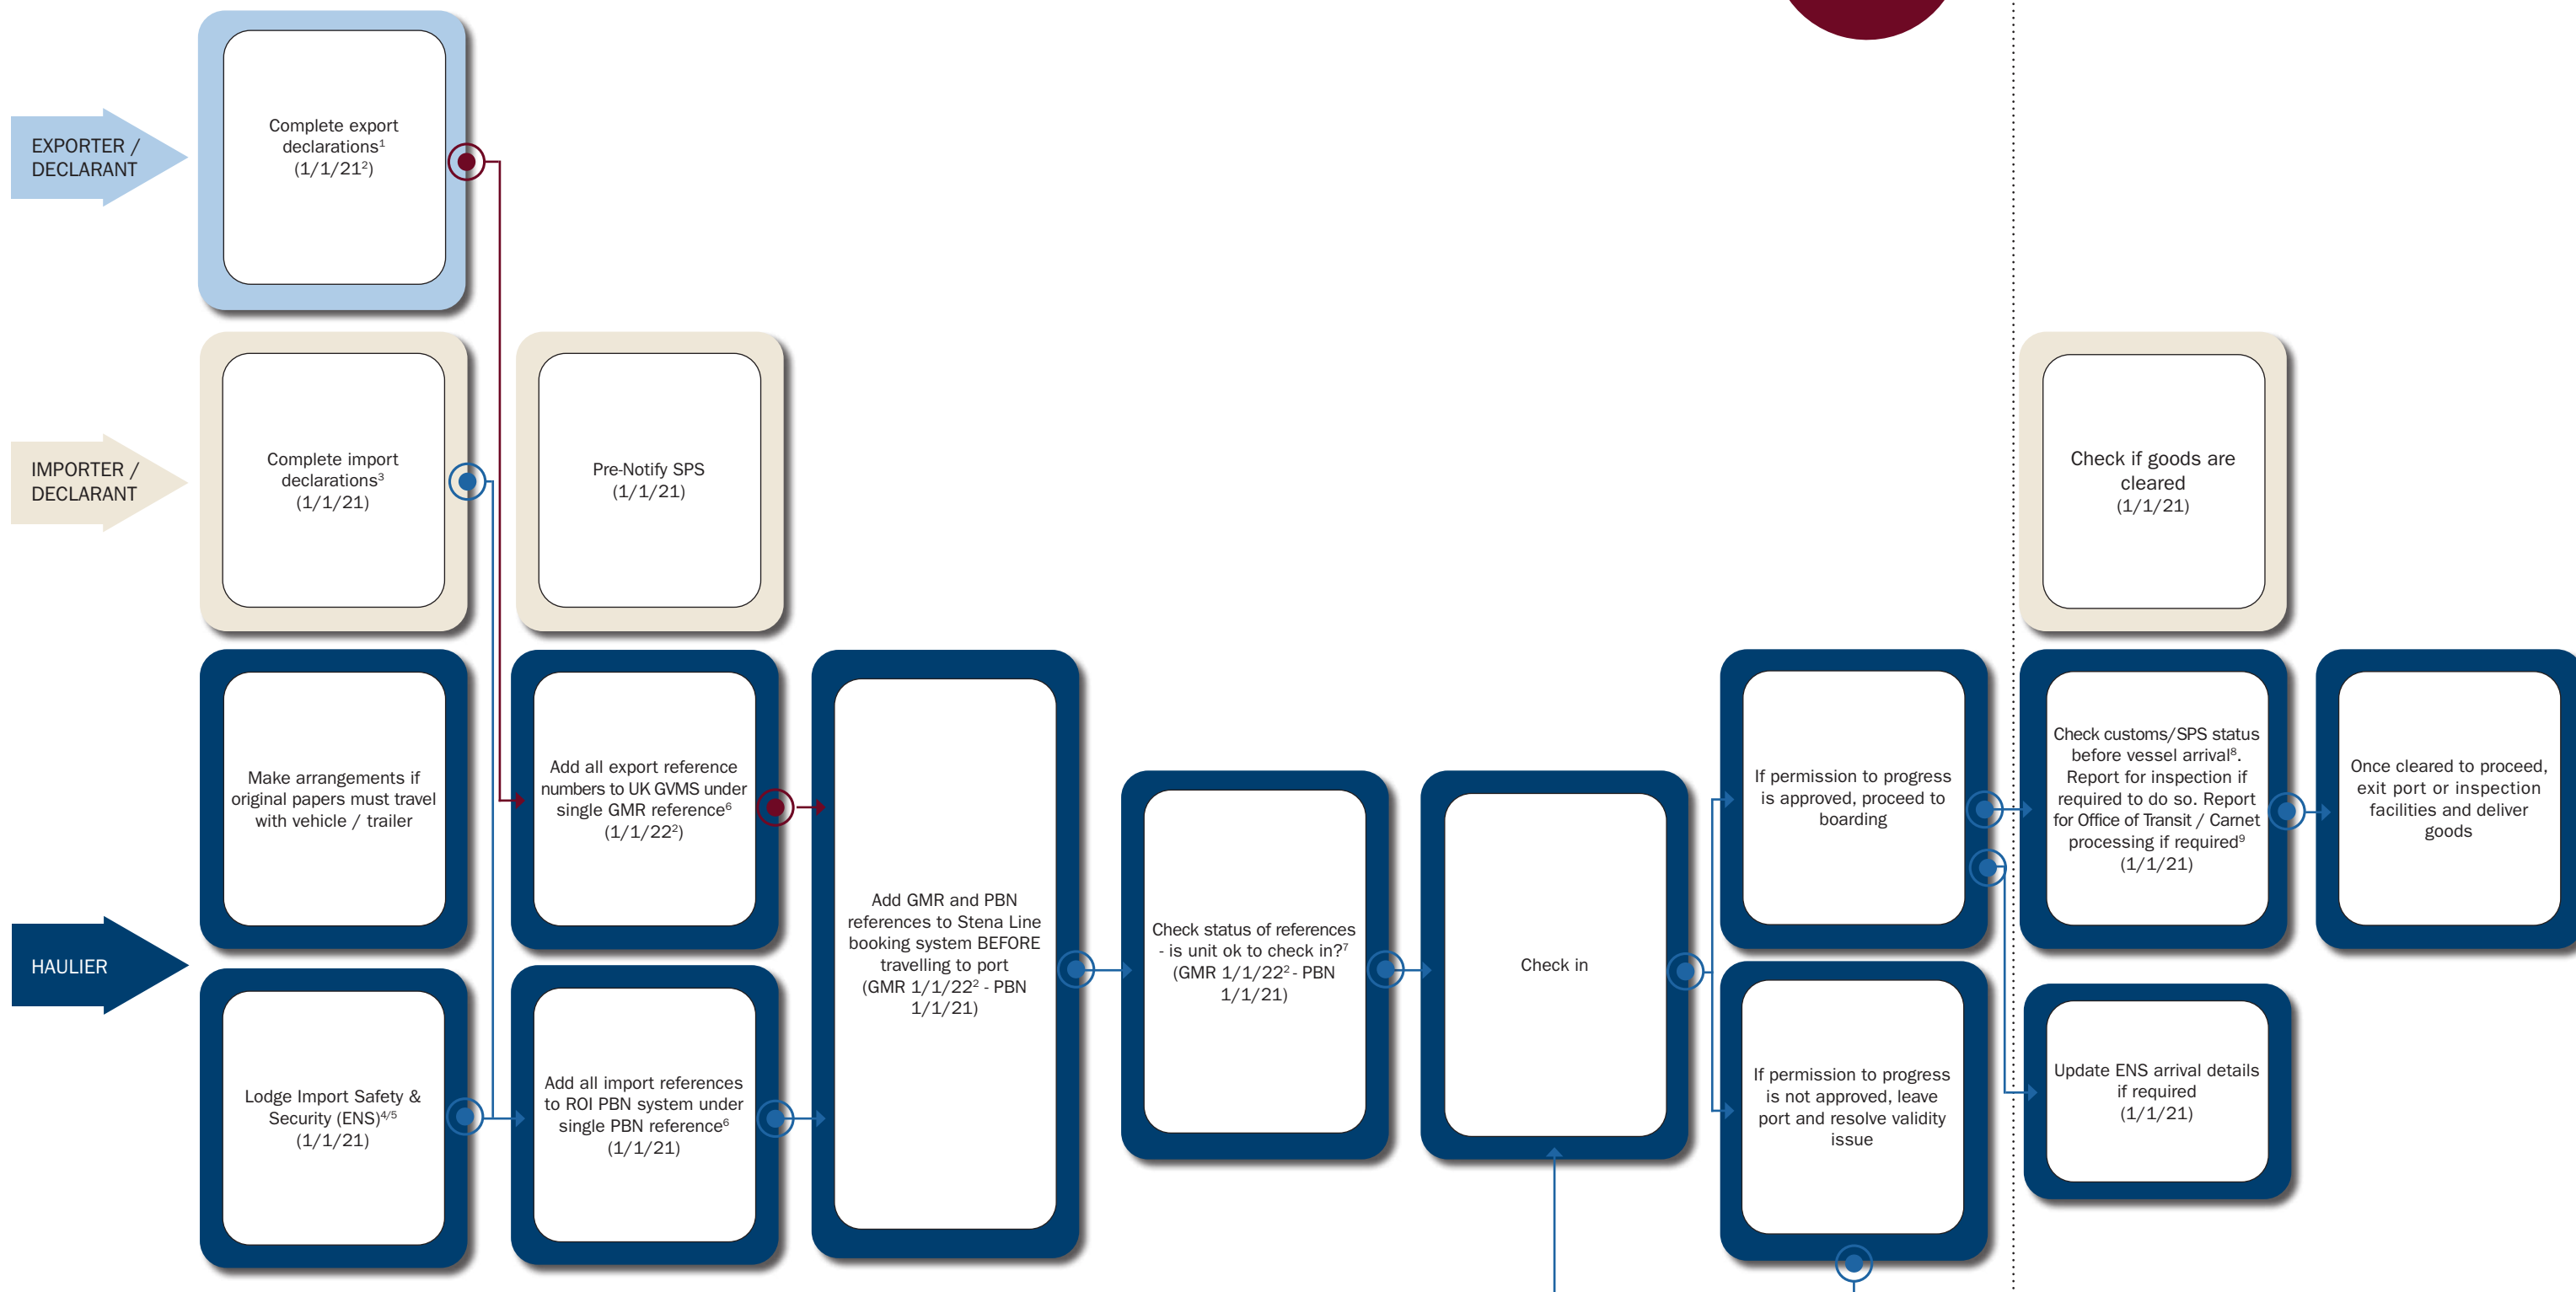 EXPORTER /
DECLARANT
Complete export
declarations¹
(1/1/21²)
IMPORTER /
DECLARANT
Complete import
declarations³
(1/1/21)
Pre-Notify SPS
(1/1/21)
Check if goods are
cleared
(1/1/21)
HAULIER
Make arrangements if
original papers must travel
with vehicle / trailer
Lodge Import Safety &
Security (ENS)⁴/⁵
(1/1/21)
Add all export reference
numbers to UK GVMS under
single GMR reference⁶
(1/1/22²)
Add all import references
to ROI PBN system under
single PBN reference⁶
(1/1/21)
Add GMR and PBN
references to Stena Line
booking system BEFORE
travelling to port
(GMR 1/1/22² - PBN
1/1/21)
Check status of references
- is unit ok to check in?⁷
(GMR 1/1/22² - PBN
1/1/21)
Check in
If permission to progress
is approved, proceed to
boarding
If permission to progress
is not approved, leave
port and resolve validity
issue
Check customs/SPS status
before vessel arrival⁸.
Report for inspection if
required to do so. Report
for Office of Transit / Carnet
processing if required⁹
(1/1/21)
Update ENS arrival details
if required
(1/1/21)
Once cleared to proceed,
exit port or inspection
facilities and deliver
goods